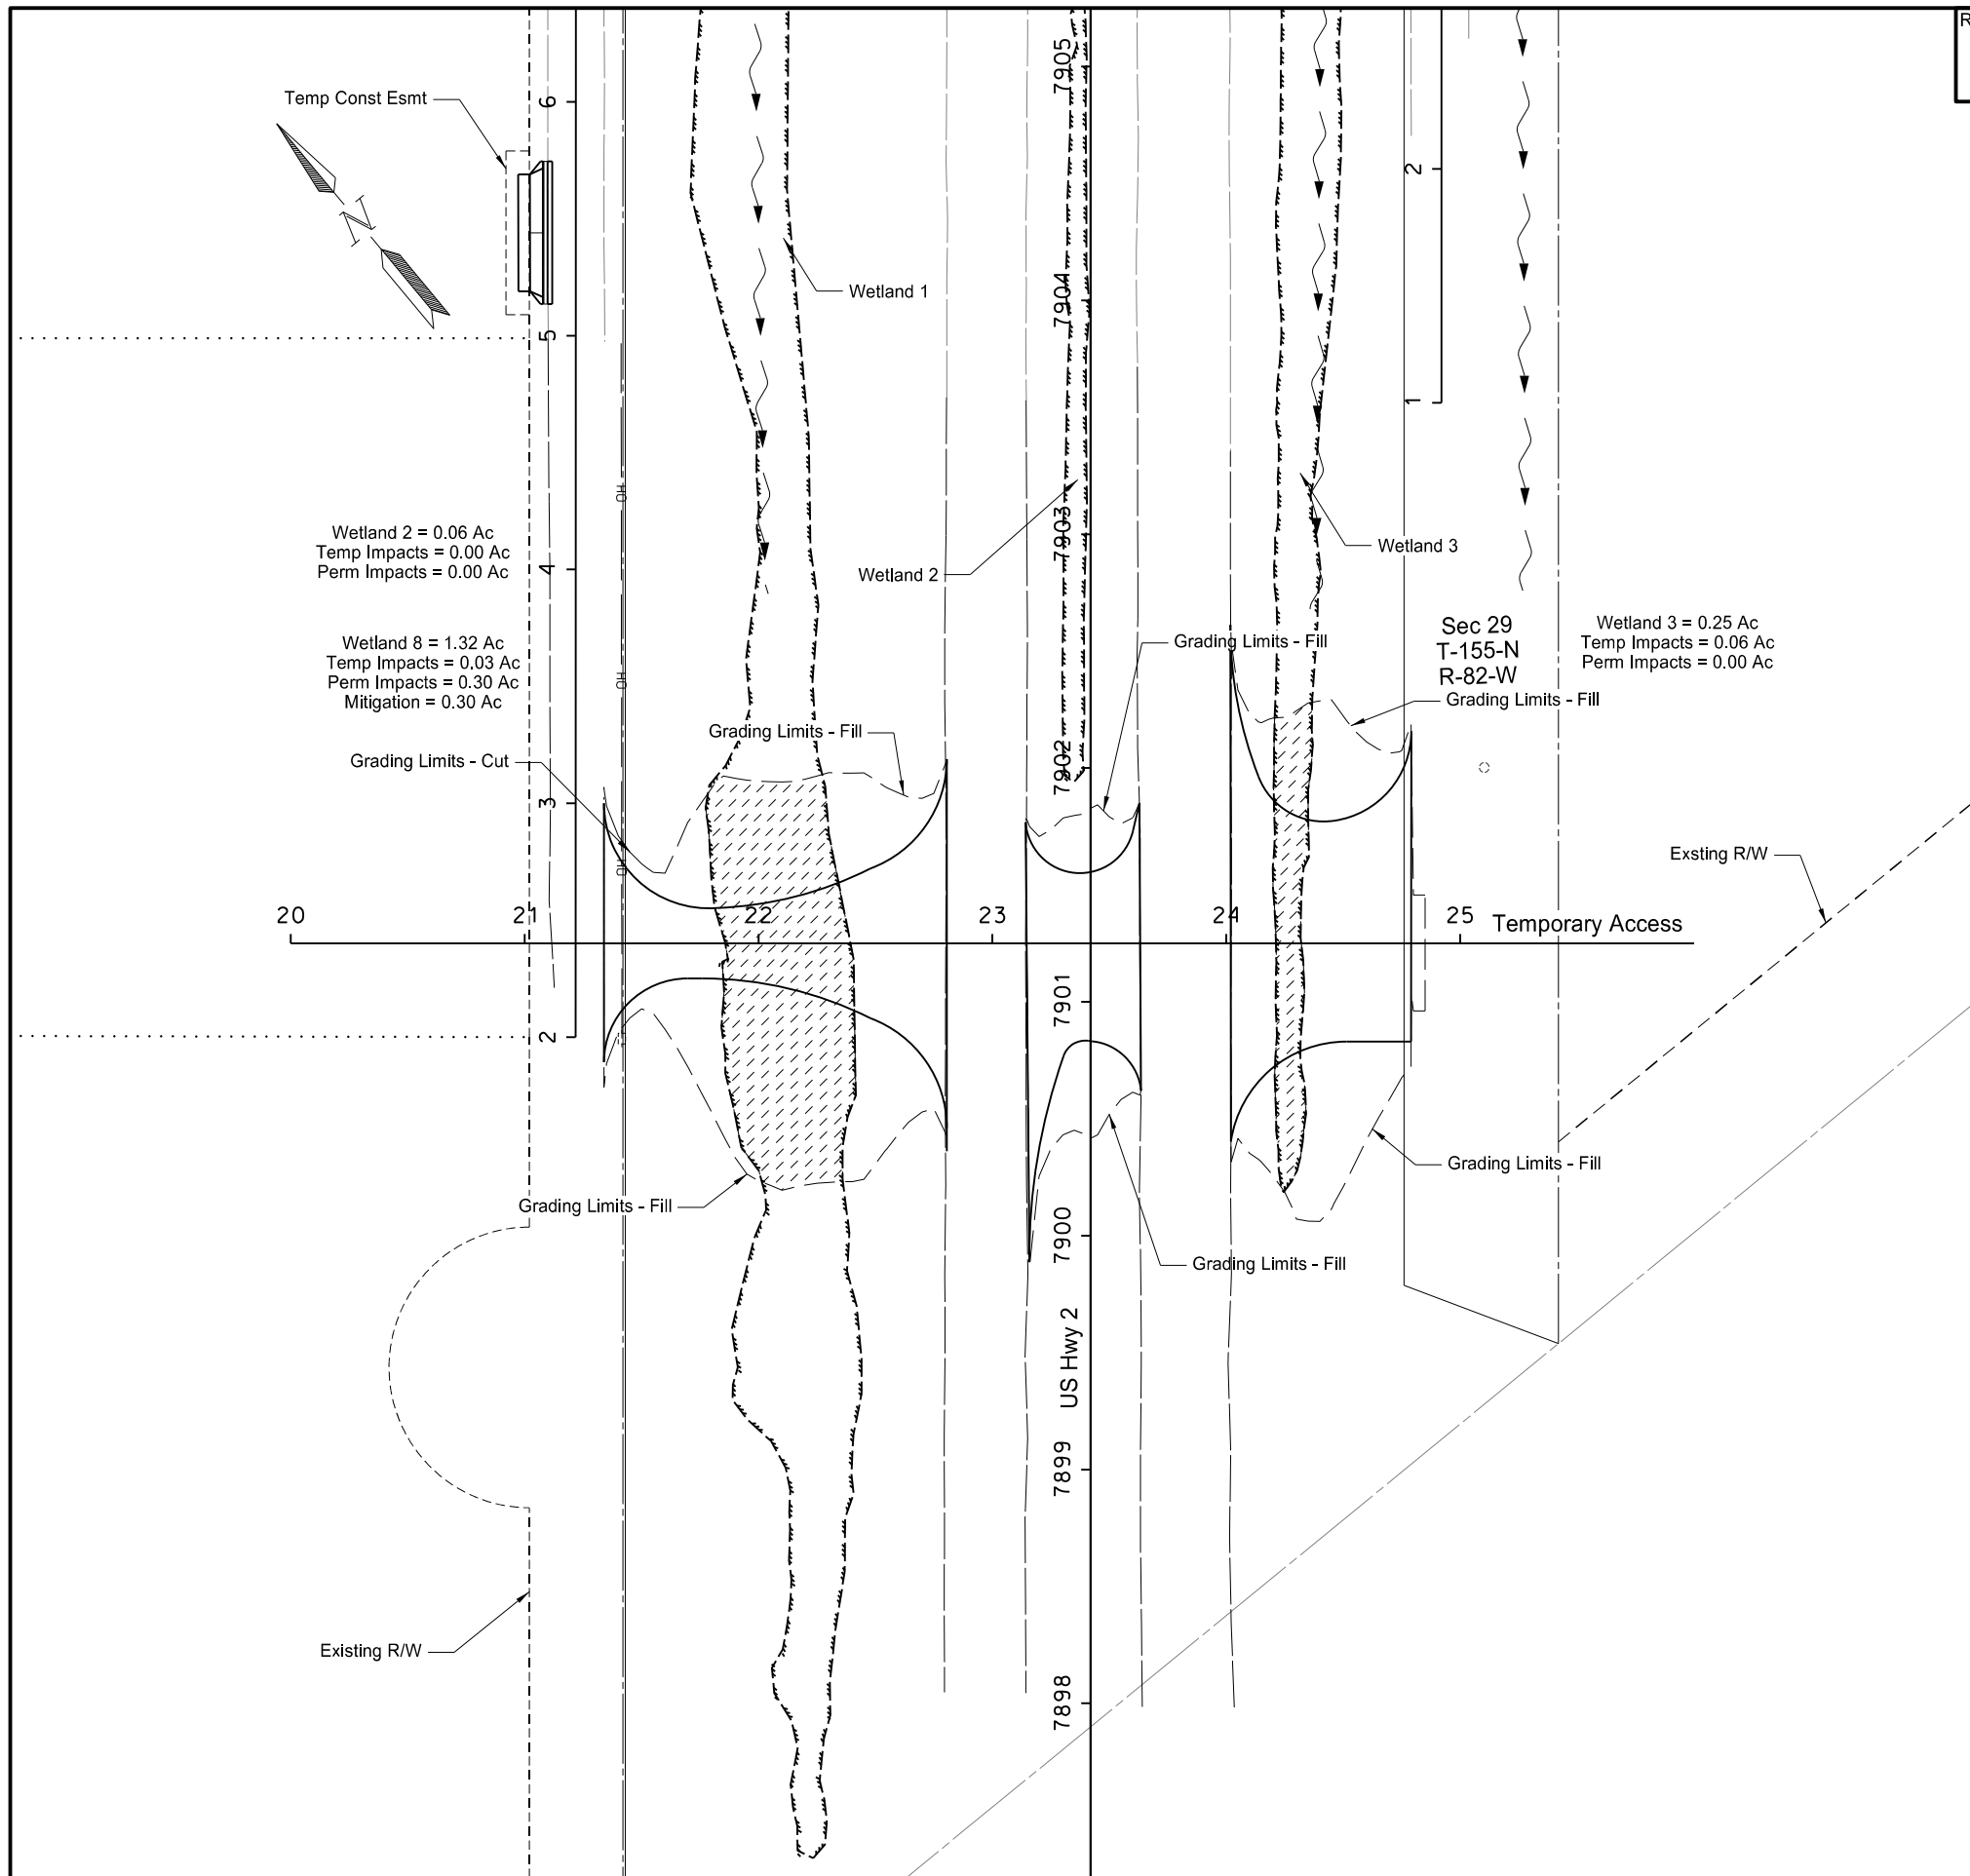 R
Temp Const Esmt
N
6
5
4
3
2
7905
7904
7903
7902
7901
7900
7899
7898
US Hwy 2
2
1
Wetland 1
Wetland 2 = 0.06 Ac
Temp Impacts = 0.00 Ac
Perm Impacts = 0.00 Ac
Wetland 2
Wetland 3
Wetland 8 = 1.32 Ac
Temp Impacts = 0.03 Ac
Perm Impacts = 0.30 Ac
Mitigation = 0.30 Ac
Sec 29
T-155-N
R-82-W
Wetland 3 = 0.25 Ac
Temp Impacts = 0.06 Ac
Perm Impacts = 0.00 Ac
Grading Limits - Fill
Grading Limits - Fill
Grading Limits - Fill
Grading Limits - Cut
OH
OH
OH
Exsting R/W
20
21
22
23
24
25
Temporary Access
Grading Limits - Fill
Grading Limits - Fill
Grading Limits - Fill
Existing R/W